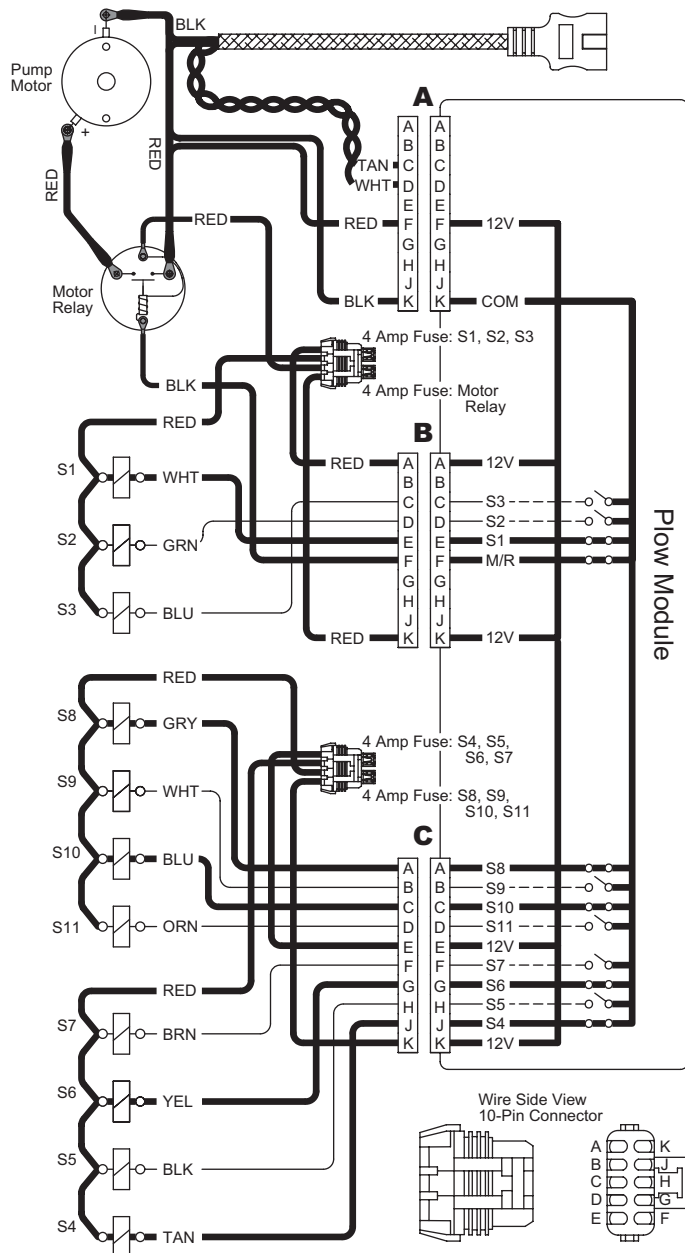 BLK
Pump
Motor
–
+
RED
RED
A
A A
B B
TAN C C
WHT D D
E E
RED RED F F 12V
G G
H H
J J
BLK K K COM
Motor
Relay
4 Amp Fuse: S1, S2, S3
BLK
4 Amp Fuse: Motor
Relay
RED
B
S1 WHT RED A A 12V
B B
C C S3
S2 GRN D D S2
E E S1
F F M/R
G G
H H
S3 BLU J J
RED K K 12V
Plow Module
RED
S8 GRY
4 Amp Fuse: S4, S5,
S6, S7
S9 WHT
4 Amp Fuse: S8, S9,
S10, S11
C
S10 BLU A A S8
B B S9
C C S10
S11 ORN D D S11
E E 12V
F F S7
RED G G S6
H H S5
S7 BRN J J S4
K K 12V
S6 YEL
S5 BLK
S4 TAN
Wire Side View
10-Pin Connector
A K
B J
C H
D G
E F